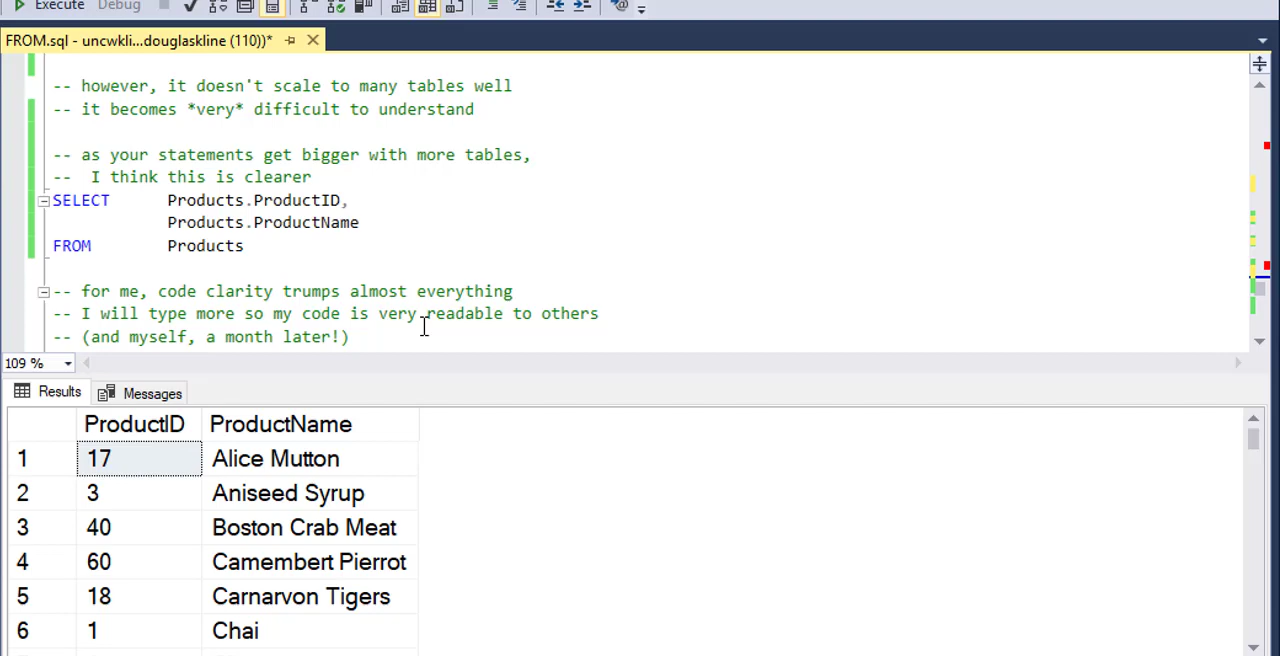 Execute Debug
FROM.sql - uncwkli...douglaskline (110))*
-- however, it doesn't scale to many tables well
-- it becomes *very* difficult to understand
-- as your statements get bigger with more tables,
--  I think this is clearer
SELECT Products.ProductID,
Products.ProductName
FROM Products
-- for me, code clarity trumps almost everything
-- I will type more so my code is very readable to others
-- (and myself, a month later!)
109 %
Results Messages
ProductID ProductName
1 17 Alice Mutton
2 3 Aniseed Syrup
3 40 Boston Crab Meat
4 60 Camembert Pierrot
5 18 Carnarvon Tigers
6 1 Chai